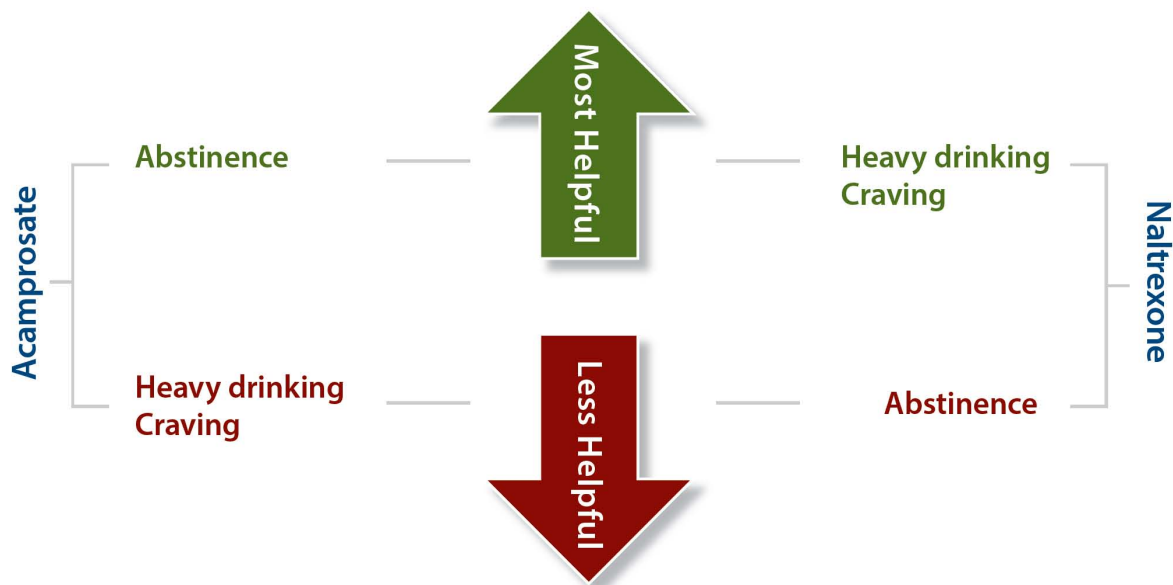 Acamprosate
Abstinence
Heavy drinking
Craving
Most Helpful
Less Helpful
Heavy drinking
Craving
Abstinence
Naltrexone